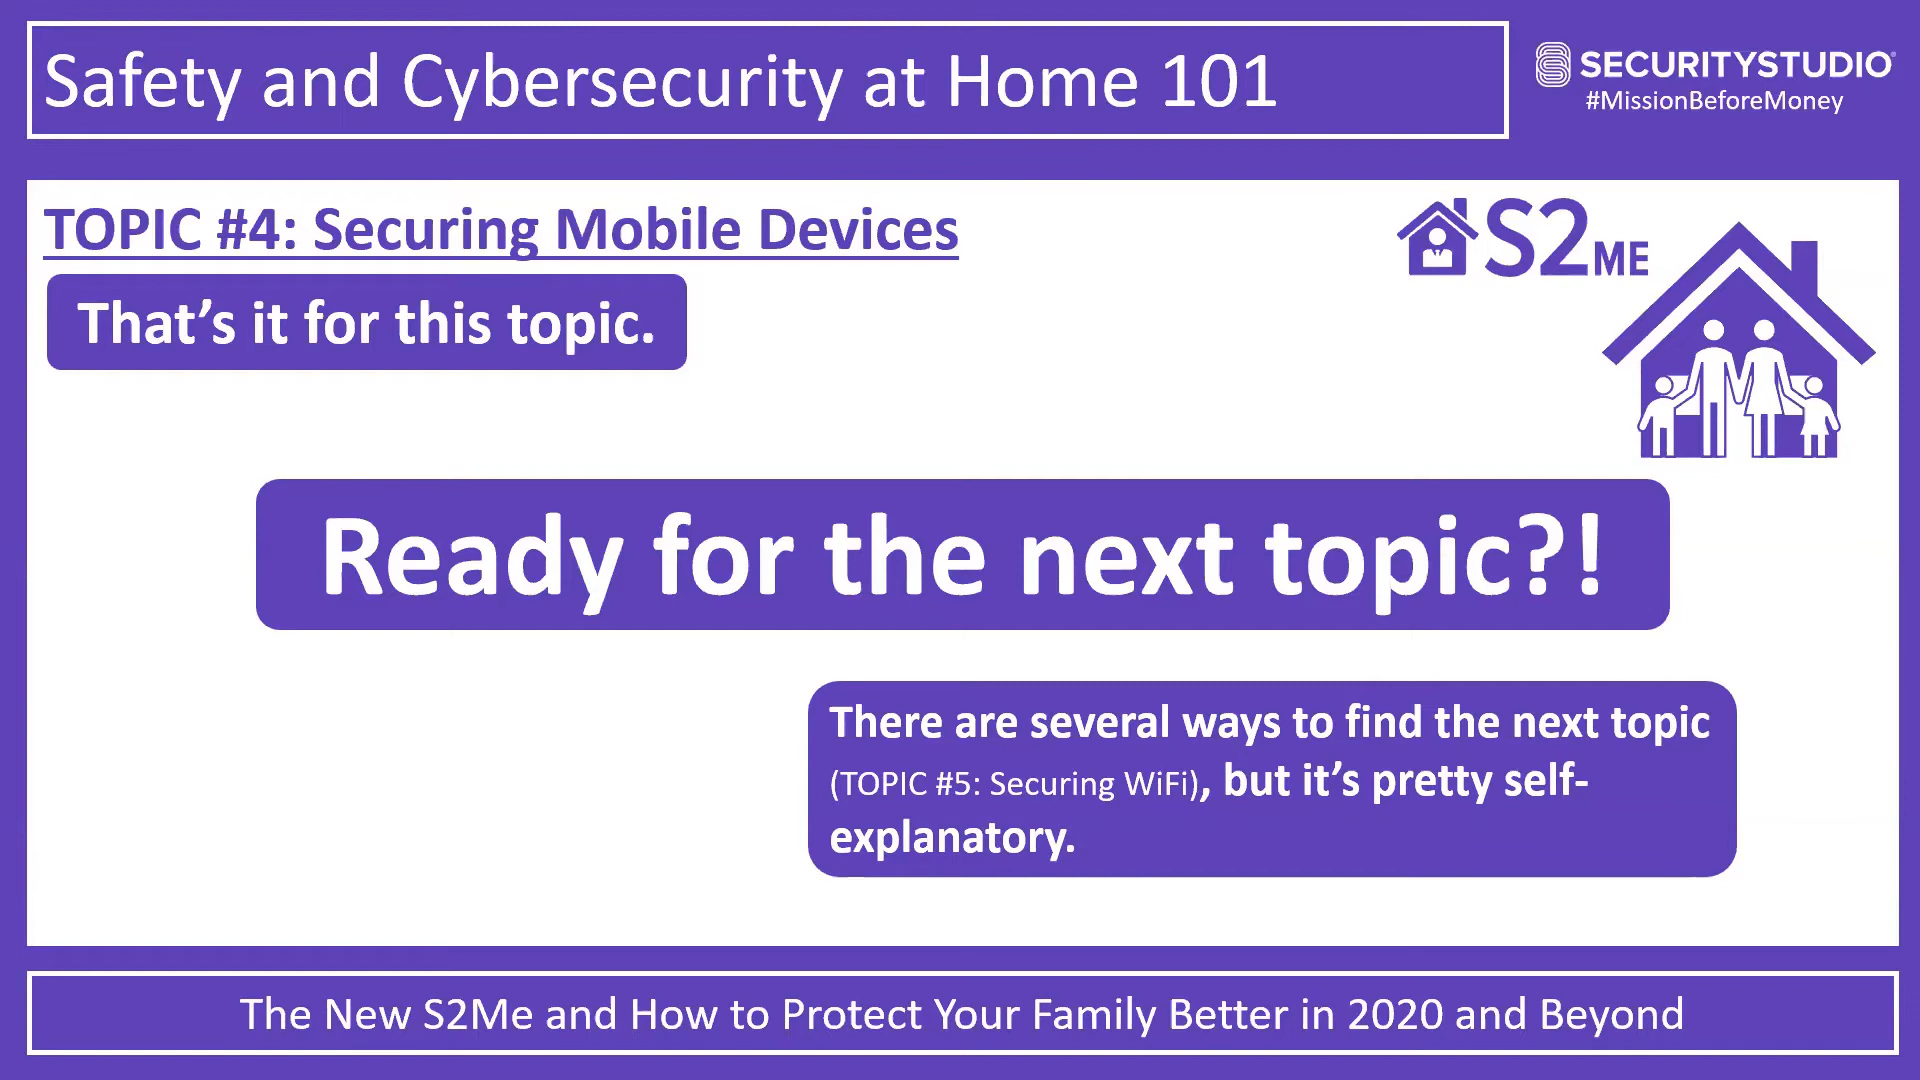 Safety and Cybersecurity at Home 101
SECURITYSTUDIO®
#MissionBeforeMoney
TOPIC #4: Securing Mobile Devices
S2ME
That’s it for this topic.
Ready for the next topic?!
There are several ways to find the next topic
(TOPIC #5: Securing WiFi), but it’s pretty self-
explanatory.
The New S2Me and How to Protect Your Family Better in 2020 and Beyond